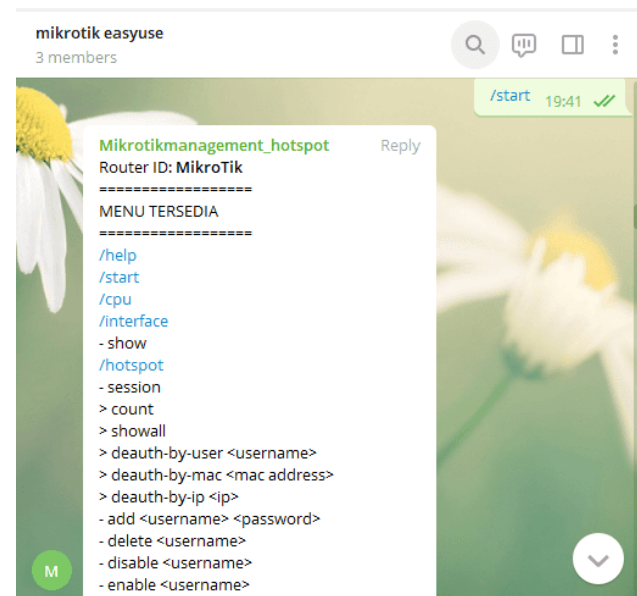 mikrotik easyuse
3 members
/start 19:41
Mikrotikmanagement_hotspot Reply
Router ID: MikroTik
==================
MENU TERSEDIA
==================
/help
/start
/cpu
/interface
- show
/hotspot
- session
> count
> showall
> deauth-by-user <username>
> deauth-by-mac <mac address>
> deauth-by-ip <ip>
- add <username> <password>
- delete <username>
- disable <username>
- enable <username>
M